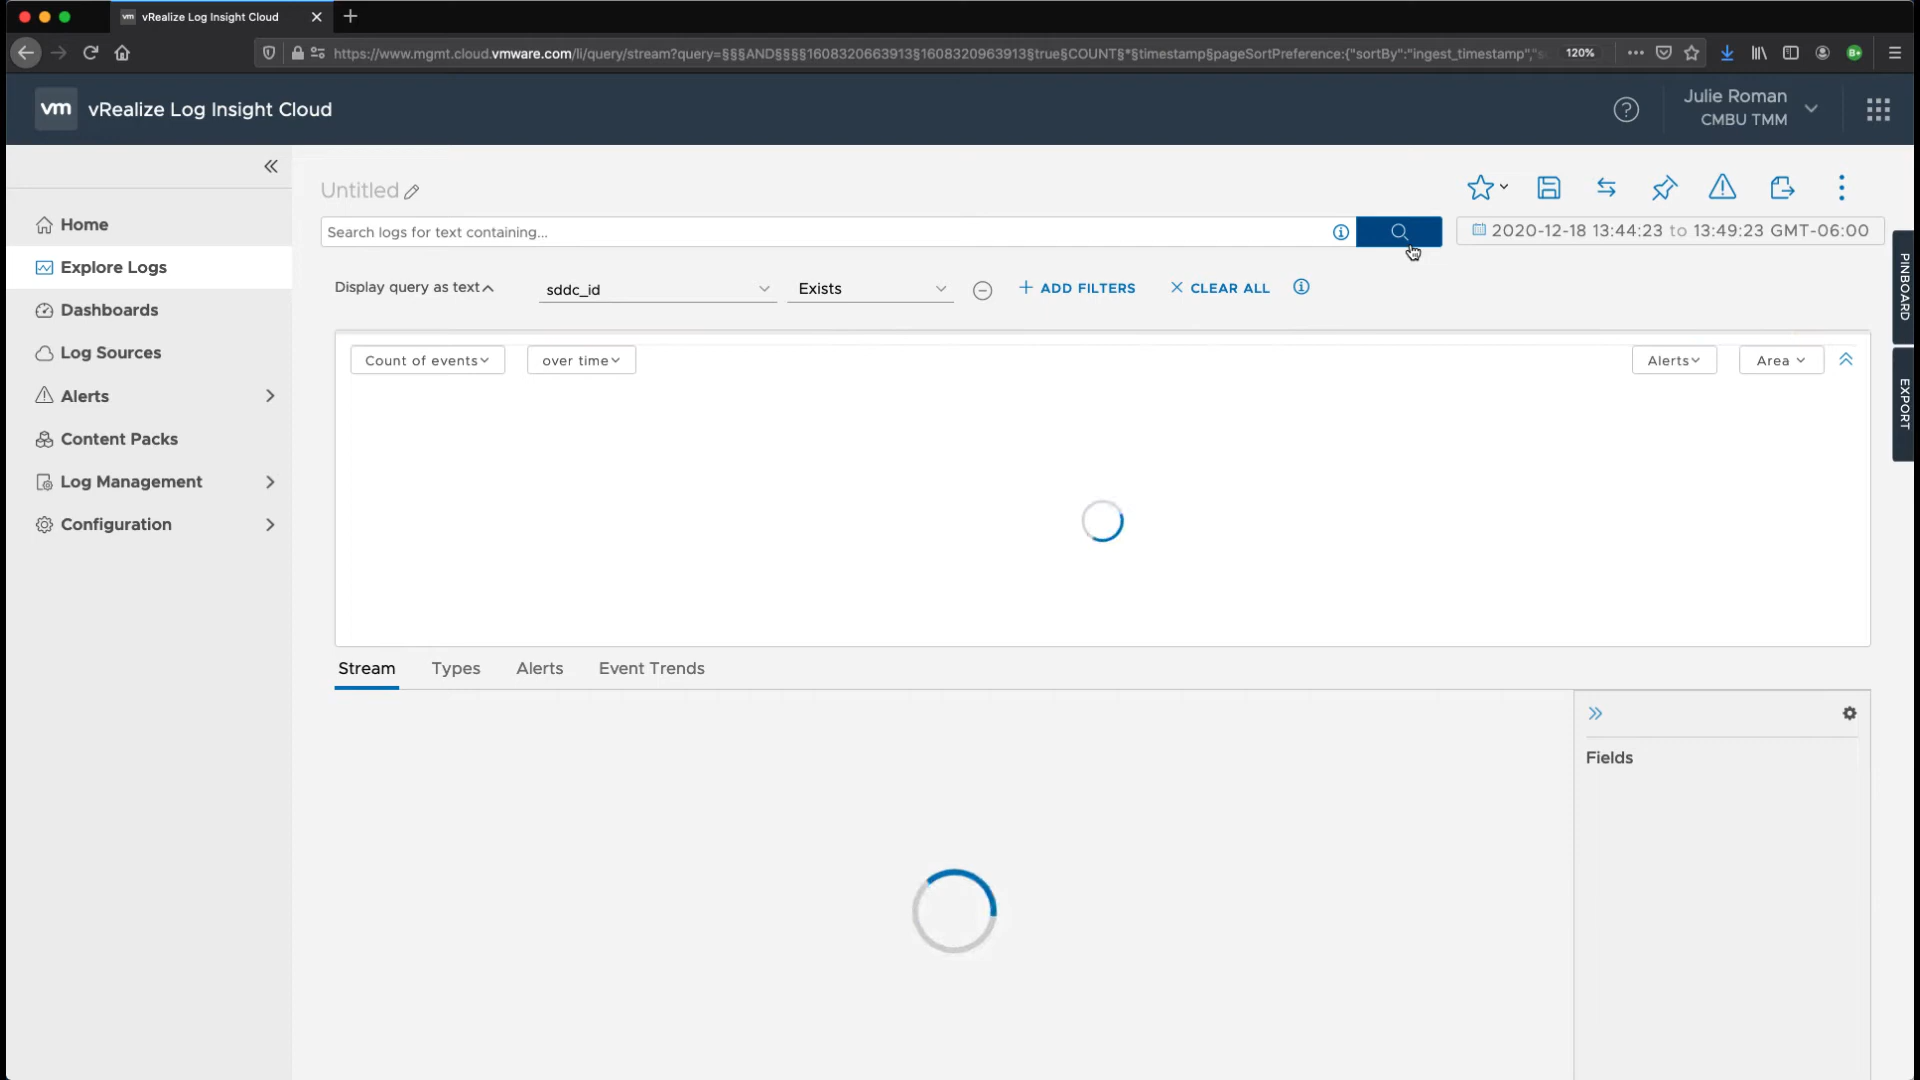 vm vRealize Log Insight Cloud
https://www.mgmt.cloud.vmware.com/li/query/stream?query=§§§AND§§§§1608320663913§1608320963913§true§COUNT§*§timestamp§pageSortPreference:{"sortBy":"ingest_timestamp","s
120%
vm vRealize Log Insight Cloud
Julie Roman
CMBU TMM
Untitled
Search logs for text containing...
2020-12-18 13:44:23 to 13:49:23 GMT-06:00
Home
Explore Logs
Dashboards
Log Sources
Alerts
Content Packs
Log Management
Configuration
Display query as text
sddc_id
Exists
ADD FILTERS
CLEAR ALL
PINBOARD
EXPORT
Count of events
over time
Alerts
Area
Stream
Types
Alerts
Event Trends
Fields